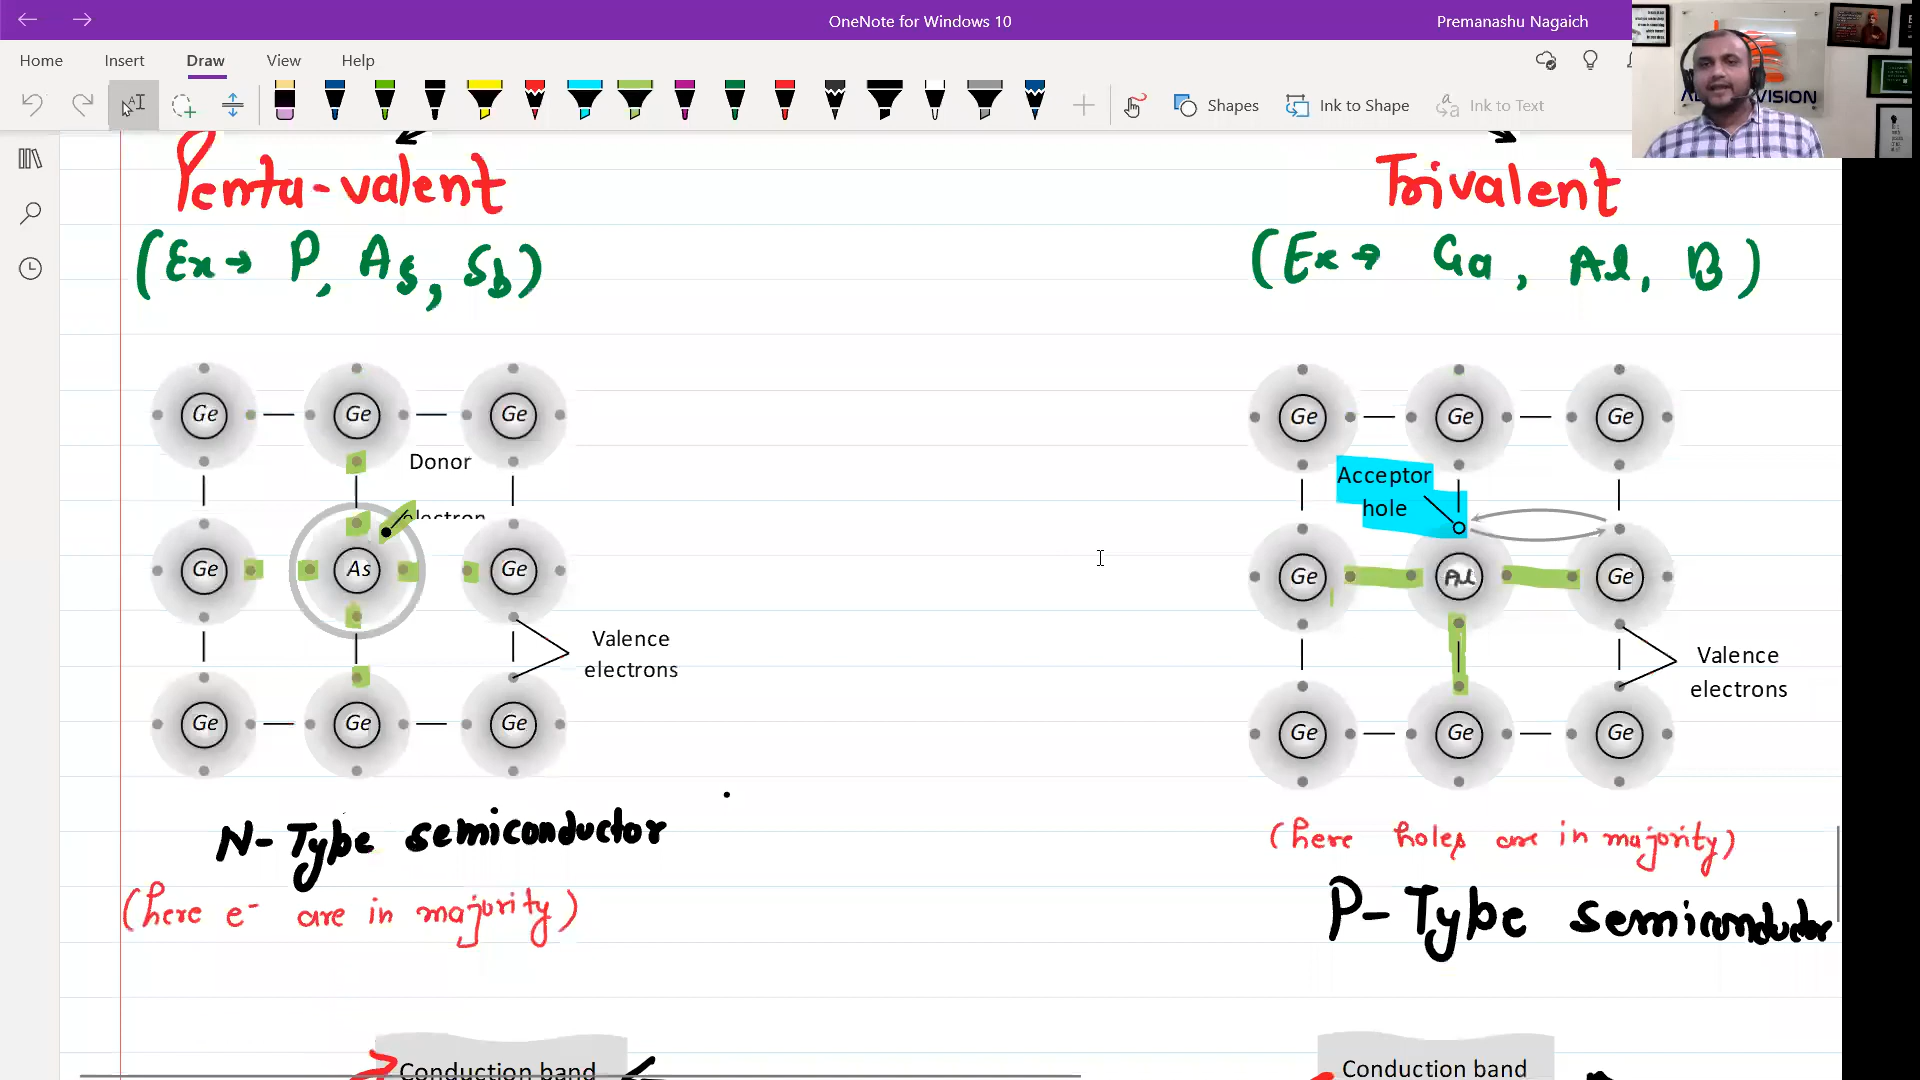 OneNote for Windows 10
Premanashu Nagaich
Home Insert Draw View Help
Shapes Ink to Shape Ink to Text
VISION
Penta-valent
(Ex → P, As, Sb)
Trivalent
(Ex → Ga, Al, B)
Ge Ge Ge
Donor
electron
Ge As Ge
Valence
electrons
Ge Ge Ge
N-Type semiconductor
(here e- are in majority)
Ge Ge Ge
Acceptor
hole
Ge Al Ge
Valence
electrons
Ge Ge Ge
(here holes are in majority)
P-Type semiconductor
Conduction band
Conduction band